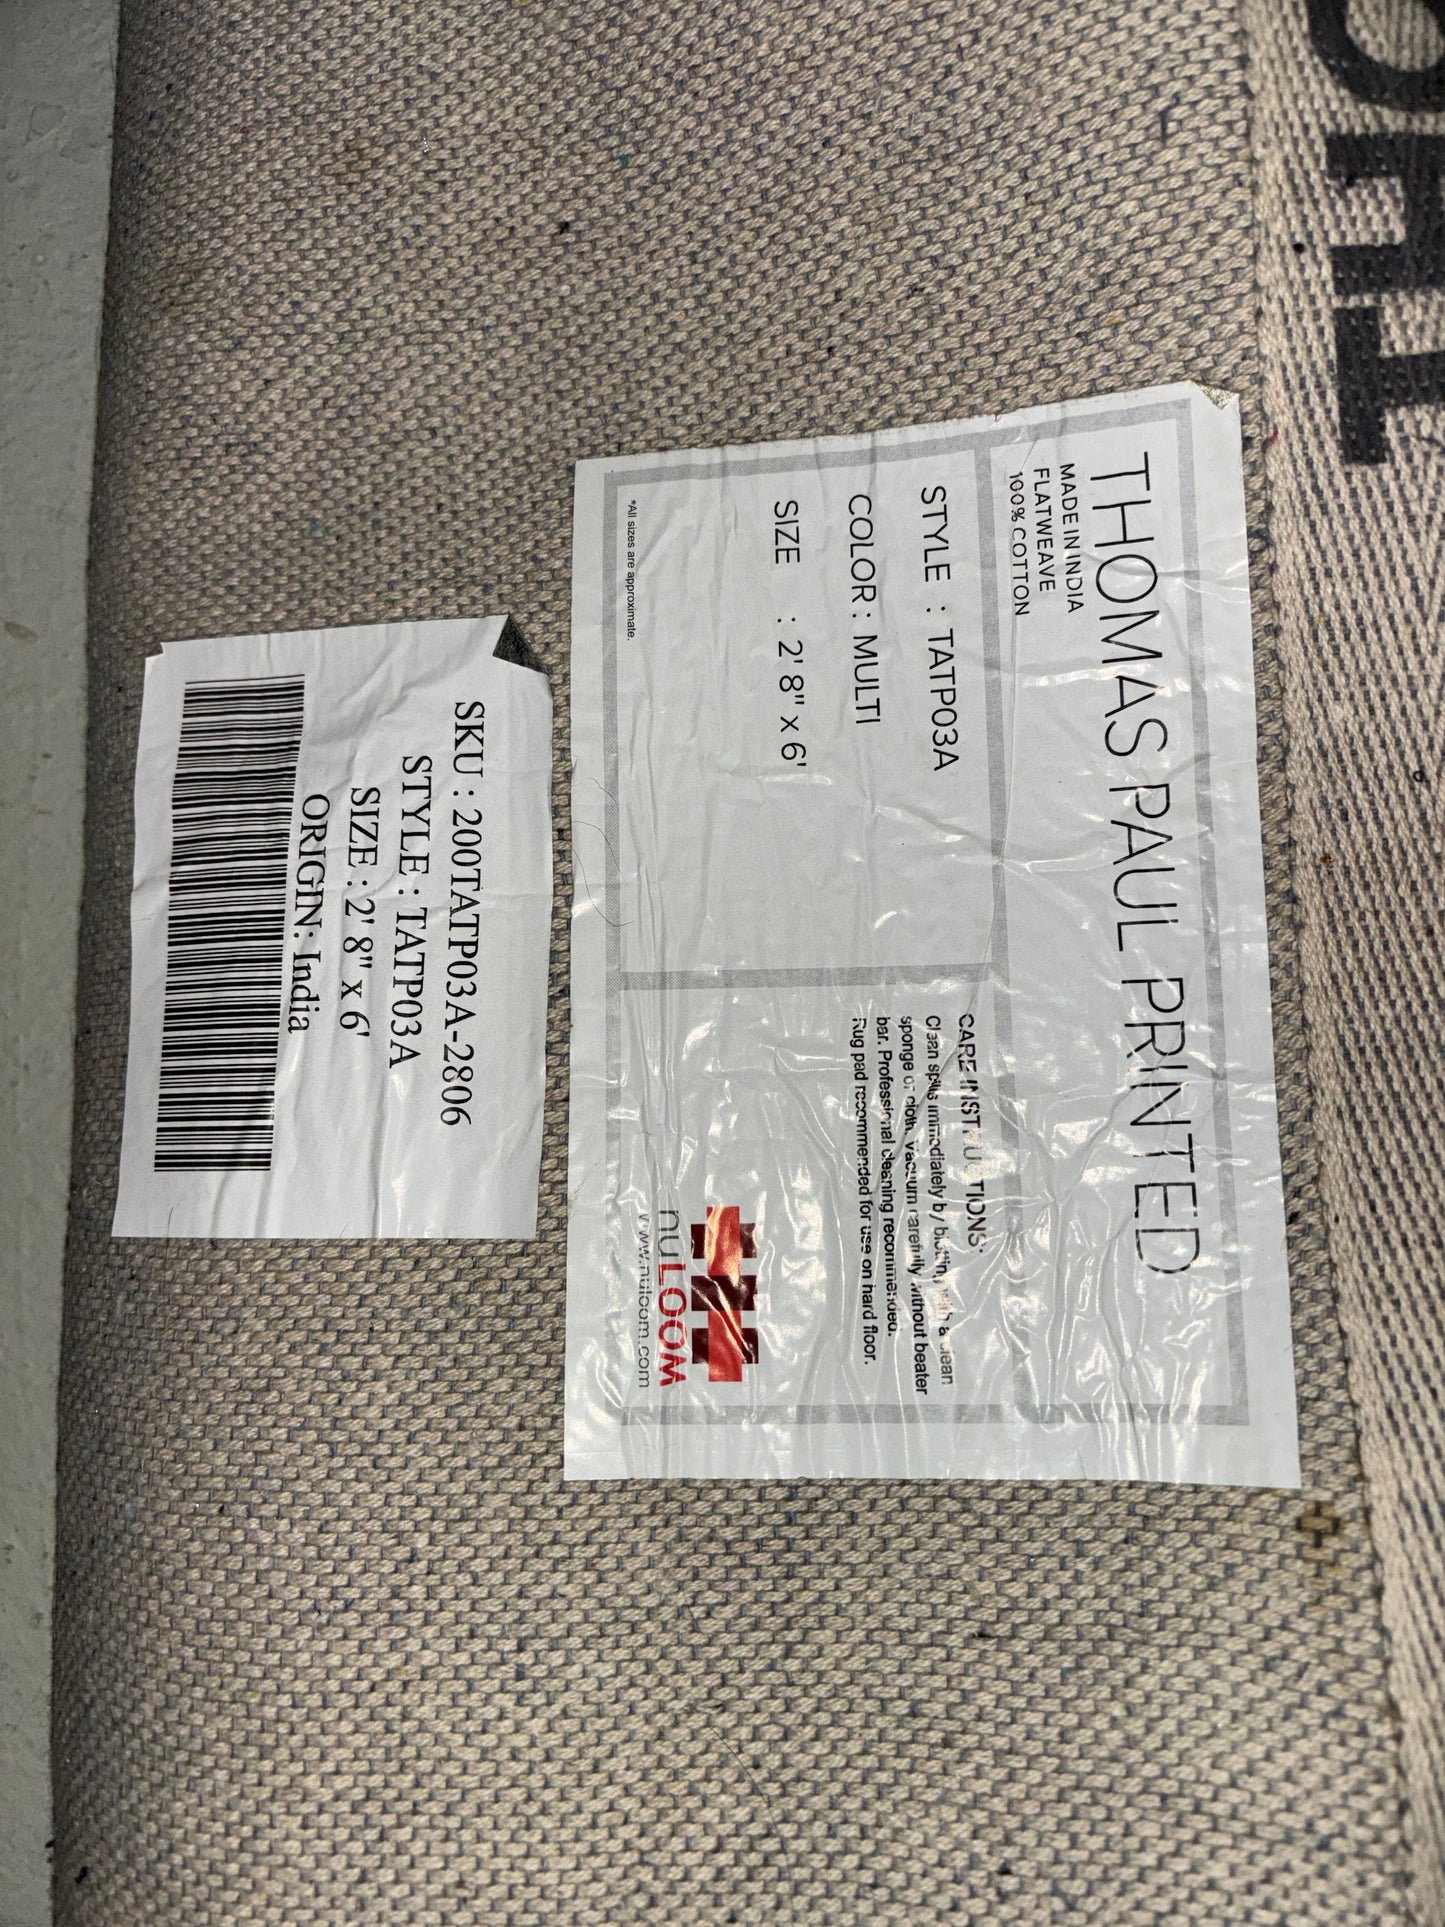 THO
THOMAS PAUL PRINTED
MADE IN INDIA
FLATWEAVE
100% COTTON
STYLE : TATP03A
COLOR : MULTI
SIZE : 2' 8" x 6'
*All sizes are approximate.
CARE INSTRUCTIONS:
Clean spills immediately by blotting with a clean
sponge or cloth. Vacuum carefully without beater
bar. Professional cleaning recommended.
Rug pad recommended for use on hard floor.
nuLOOM
www.nuloom.com
SKU : 200TATP03A-2806
STYLE : TATP03A
SIZE : 2' 8" x 6'
ORIGIN: India